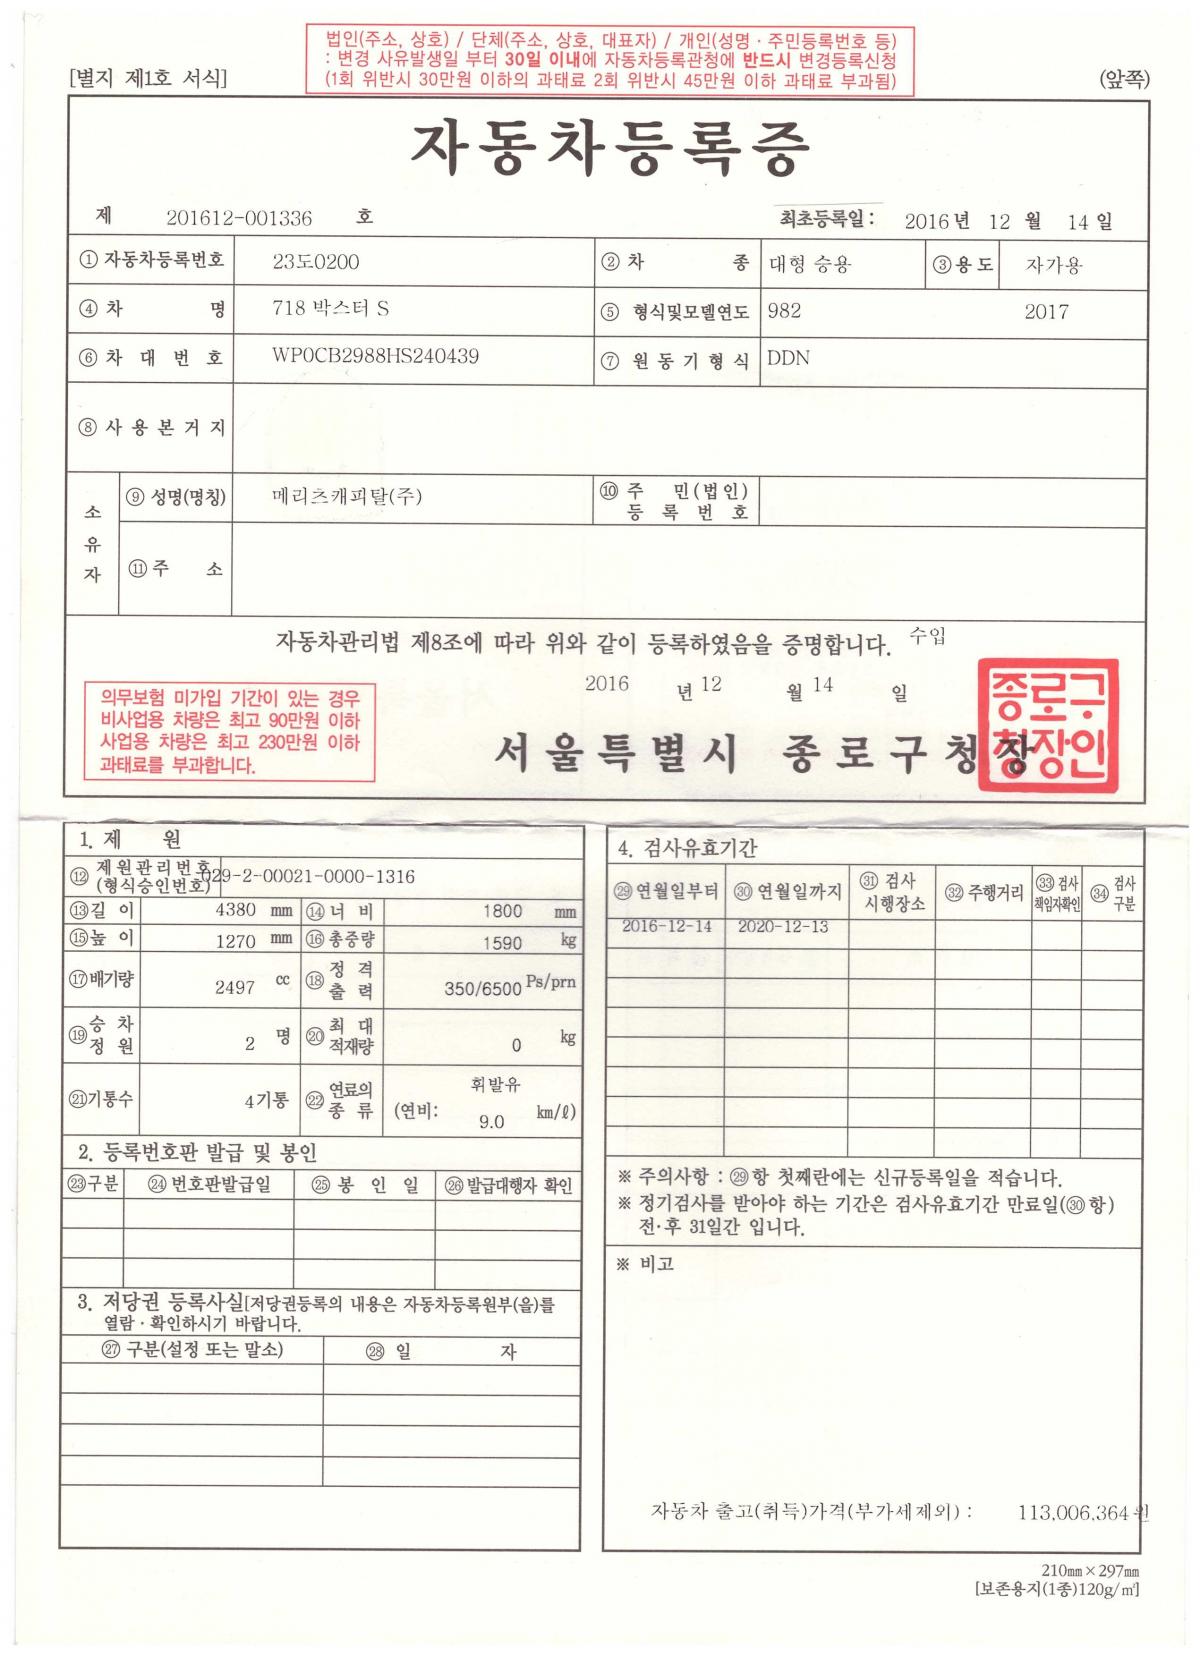 법인(주소, 상호) / 단체(주소, 상호, 대표자) / 개인(성명 · 주민등록번호 등)
: 변경 사유발생일 부터 30일 이내에 자동차등록관청에 반드시 변경등록신청
(1회 위반시 30만원 이하의 과태료 2회 위반시 45만원 이하 과태료 부과됨)
[별지 제1호 서식] (앞쪽)
자동차등록증
제 201612-001336 호 최초등록일 : 2016년 12 월 14 일
① 자동차등록번호 23도0200 ② 차 종 대형 승용 ③ 용도 자가용
④ 차 명 718 박스터 S ⑤ 형식및모델연도 982 2017
⑥ 차 대 번 호 WP0CB2988HS240439 ⑦ 원 동 기 형 식 DDN
⑧ 사 용 본 거 지
소유자
⑨ 성명(명칭) 메리츠캐피탈(주) ⑩ 주 민(법인) 등 록 번 호
⑪ 주 소
자동차관리법 제8조에 따라 위와 같이 등록하였음을 증명합니다. 수입
2016 년 12 월 14 일
의무보험 미가입 기간이 있는 경우
비사업용 차량은 최고 90만원 이하
사업용 차량은 최고 230만원 이하
과태료를 부과합니다.
서울특별시 종로구청장
종로구
청장인
1. 제 원
⑫ 제원관리번호 (형식승인번호) 029-2-00021-0000-1316
⑬ 길 이 4380 mm ⑭ 너 비 1800 mm
⑮ 높 이 1270 mm ⑯ 총중량 1590 kg
⑰ 배기량 2497 cc ⑱ 정 격 출 력 350/6500 Ps/prn
⑲ 승 차 정 원 2 명 ⑳ 최 대 적재량 0 kg
㉑ 기통수 4기통 ㉒ 연료의 종 류 휘발유 (연비: 9.0 km/ℓ)
2. 등록번호판 발급 및 봉인
㉓ 구분 ㉔ 번호판발급일 ㉕ 봉 인 일 ㉖ 발급대행자 확인
3. 저당권 등록사실[저당권등록의 내용은 자동차등록원부(을)를
열람 · 확인하시기 바랍니다.
㉗ 구분(설정 또는 말소) ㉘ 일 자
4. 검사유효기간
㉙ 연월일부터 ㉚ 연월일까지 ㉛ 검사 시행장소 ㉜ 주행거리 ㉝ 검사 책임자확인 ㉞ 검사 구분
2016-12-14 2020-12-13
※ 주의사항 : ㉙항 첫째란에는 신규등록일을 적습니다.
※ 정기검사를 받아야 하는 기간은 검사유효기간 만료일(㉚항)
전·후 31일간 입니다.
※ 비고
자동차 출고(취득)가격(부가세제외) : 113,006,364 원
210㎜×297㎜
[보존용지(1종)120g/㎡]